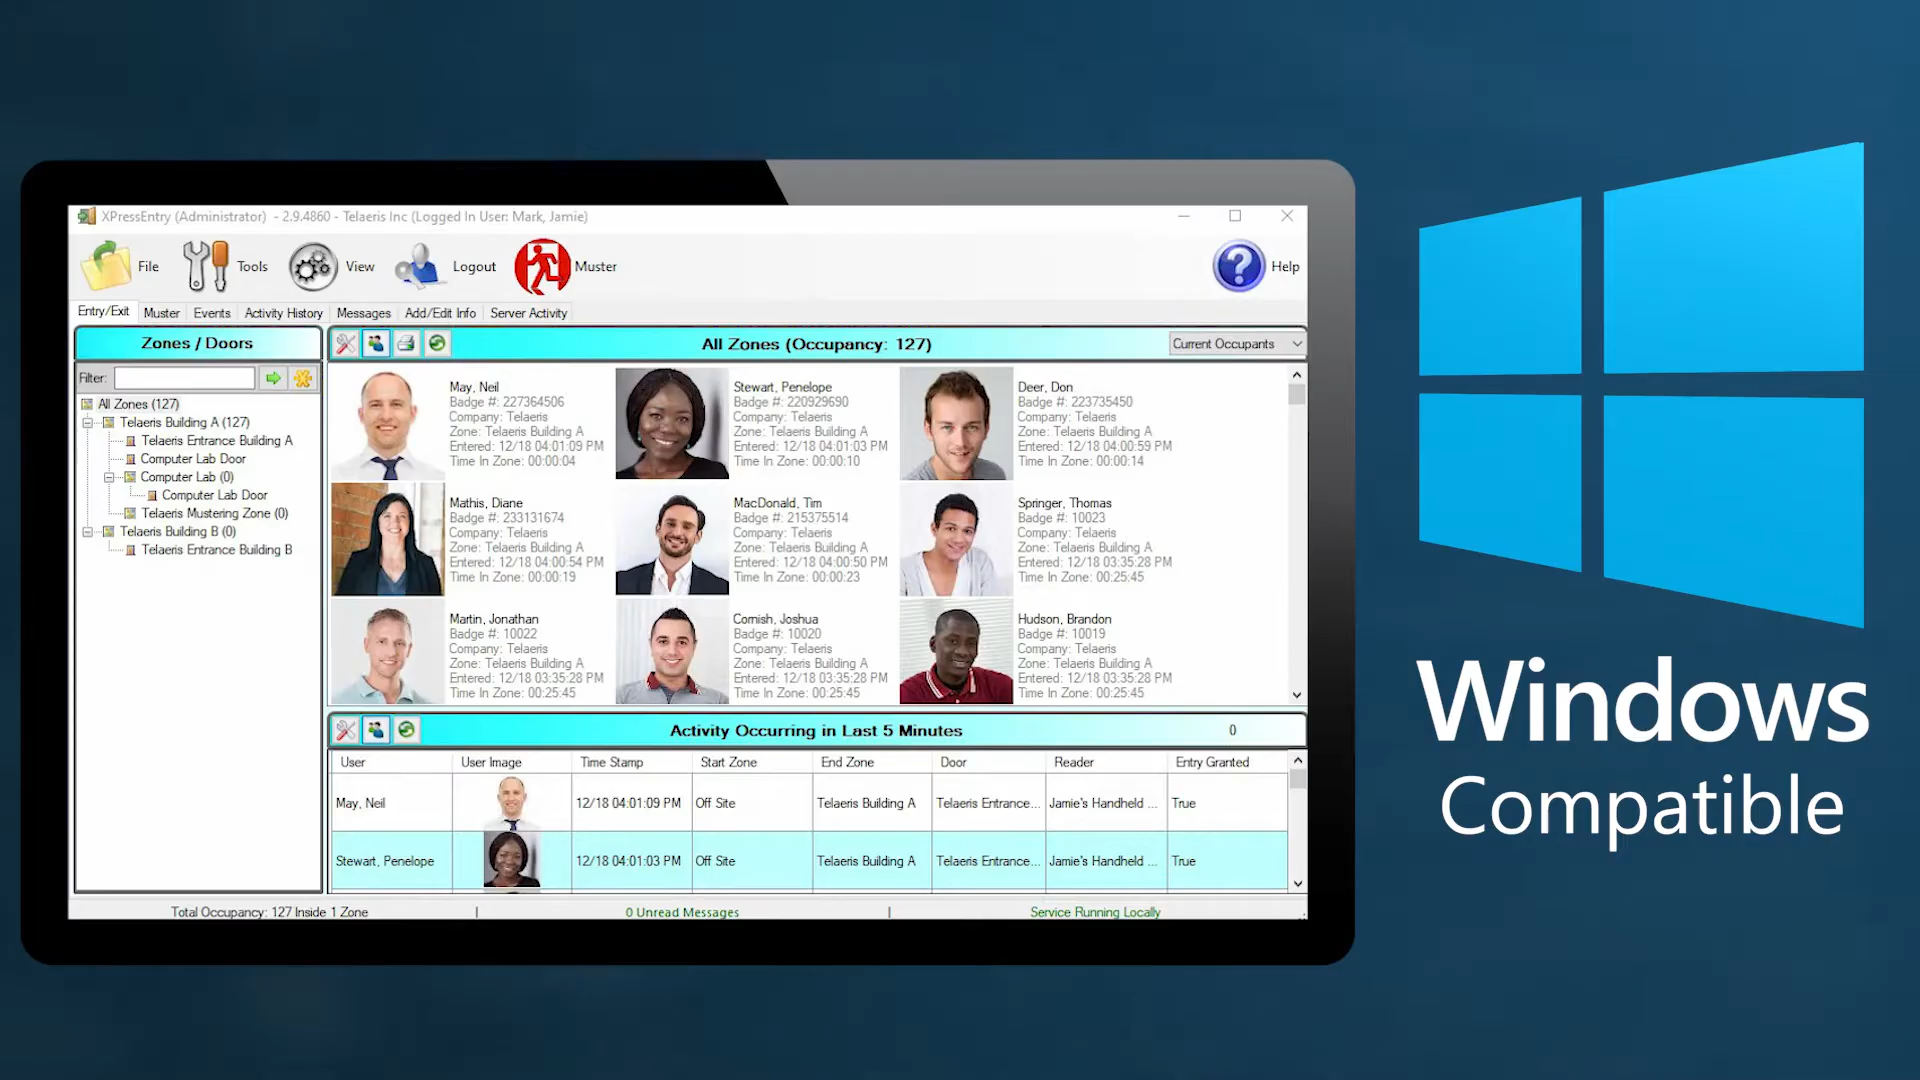 XPressEntry (Administrator) - 2.9.4860 - Telaeris Inc (Logged In User: Mark, Jamie)
File
Tools
View
Logout
Muster
Help
Entry/Exit
Muster
Events
Activity History
Messages
Add/Edit Info
Server Activity
Zones / Doors
Filter:
All Zones (127)
Telaeris Building A (127)
Telaeris Entrance Building A
Computer Lab Door
Computer Lab (0)
Computer Lab Door
Telaeris Mustering Zone (0)
Telaeris Building B (0)
Telaeris Entrance Building B
All Zones (Occupancy: 127)
Current Occupants
May, Neil
Badge #: 227364506
Company: Telaeris
Zone: Telaeris Building A
Entered: 12/18 04:01:09 PM
Time In Zone: 00:00:04
Stewart, Penelope
Badge #: 220929690
Company: Telaeris
Zone: Telaeris Building A
Entered: 12/18 04:01:03 PM
Time In Zone: 00:00:10
Deer, Don
Badge #: 223735450
Company: Telaeris
Zone: Telaeris Building A
Entered: 12/18 04:00:59 PM
Time In Zone: 00:00:14
Mathis, Diane
Badge #: 233131674
Company: Telaeris
Zone: Telaeris Building A
Entered: 12/18 04:00:54 PM
Time In Zone: 00:00:19
MacDonald, Tim
Badge #: 215375514
Company: Telaeris
Zone: Telaeris Building A
Entered: 12/18 04:00:50 PM
Time In Zone: 00:00:23
Springer, Thomas
Badge #: 10023
Company: Telaeris
Zone: Telaeris Building A
Entered: 12/18 03:35:28 PM
Time In Zone: 00:25:45
Martin, Jonathan
Badge #: 10022
Company: Telaeris
Zone: Telaeris Building A
Entered: 12/18 03:35:28 PM
Time In Zone: 00:25:45
Cornish, Joshua
Badge #: 10020
Company: Telaeris
Zone: Telaeris Building A
Entered: 12/18 03:35:28 PM
Time In Zone: 00:25:45
Hudson, Brandon
Badge #: 10019
Company: Telaeris
Zone: Telaeris Building A
Entered: 12/18 03:35:28 PM
Time In Zone: 00:25:45
Activity Occurring in Last 5 Minutes
0
User User Image Time Stamp Start Zone End Zone Door Reader Entry Granted
May, Neil 12/18 04:01:09 PM Off Site Telaeris Building A Telaeris Entrance... Jamie's Handheld ... True
Stewart, Penelope 12/18 04:01:03 PM Off Site Telaeris Building A Telaeris Entrance... Jamie's Handheld ... True
Total Occupancy: 127 Inside 1 Zone
0 Unread Messages
Service Running Locally
Windows
Compatible